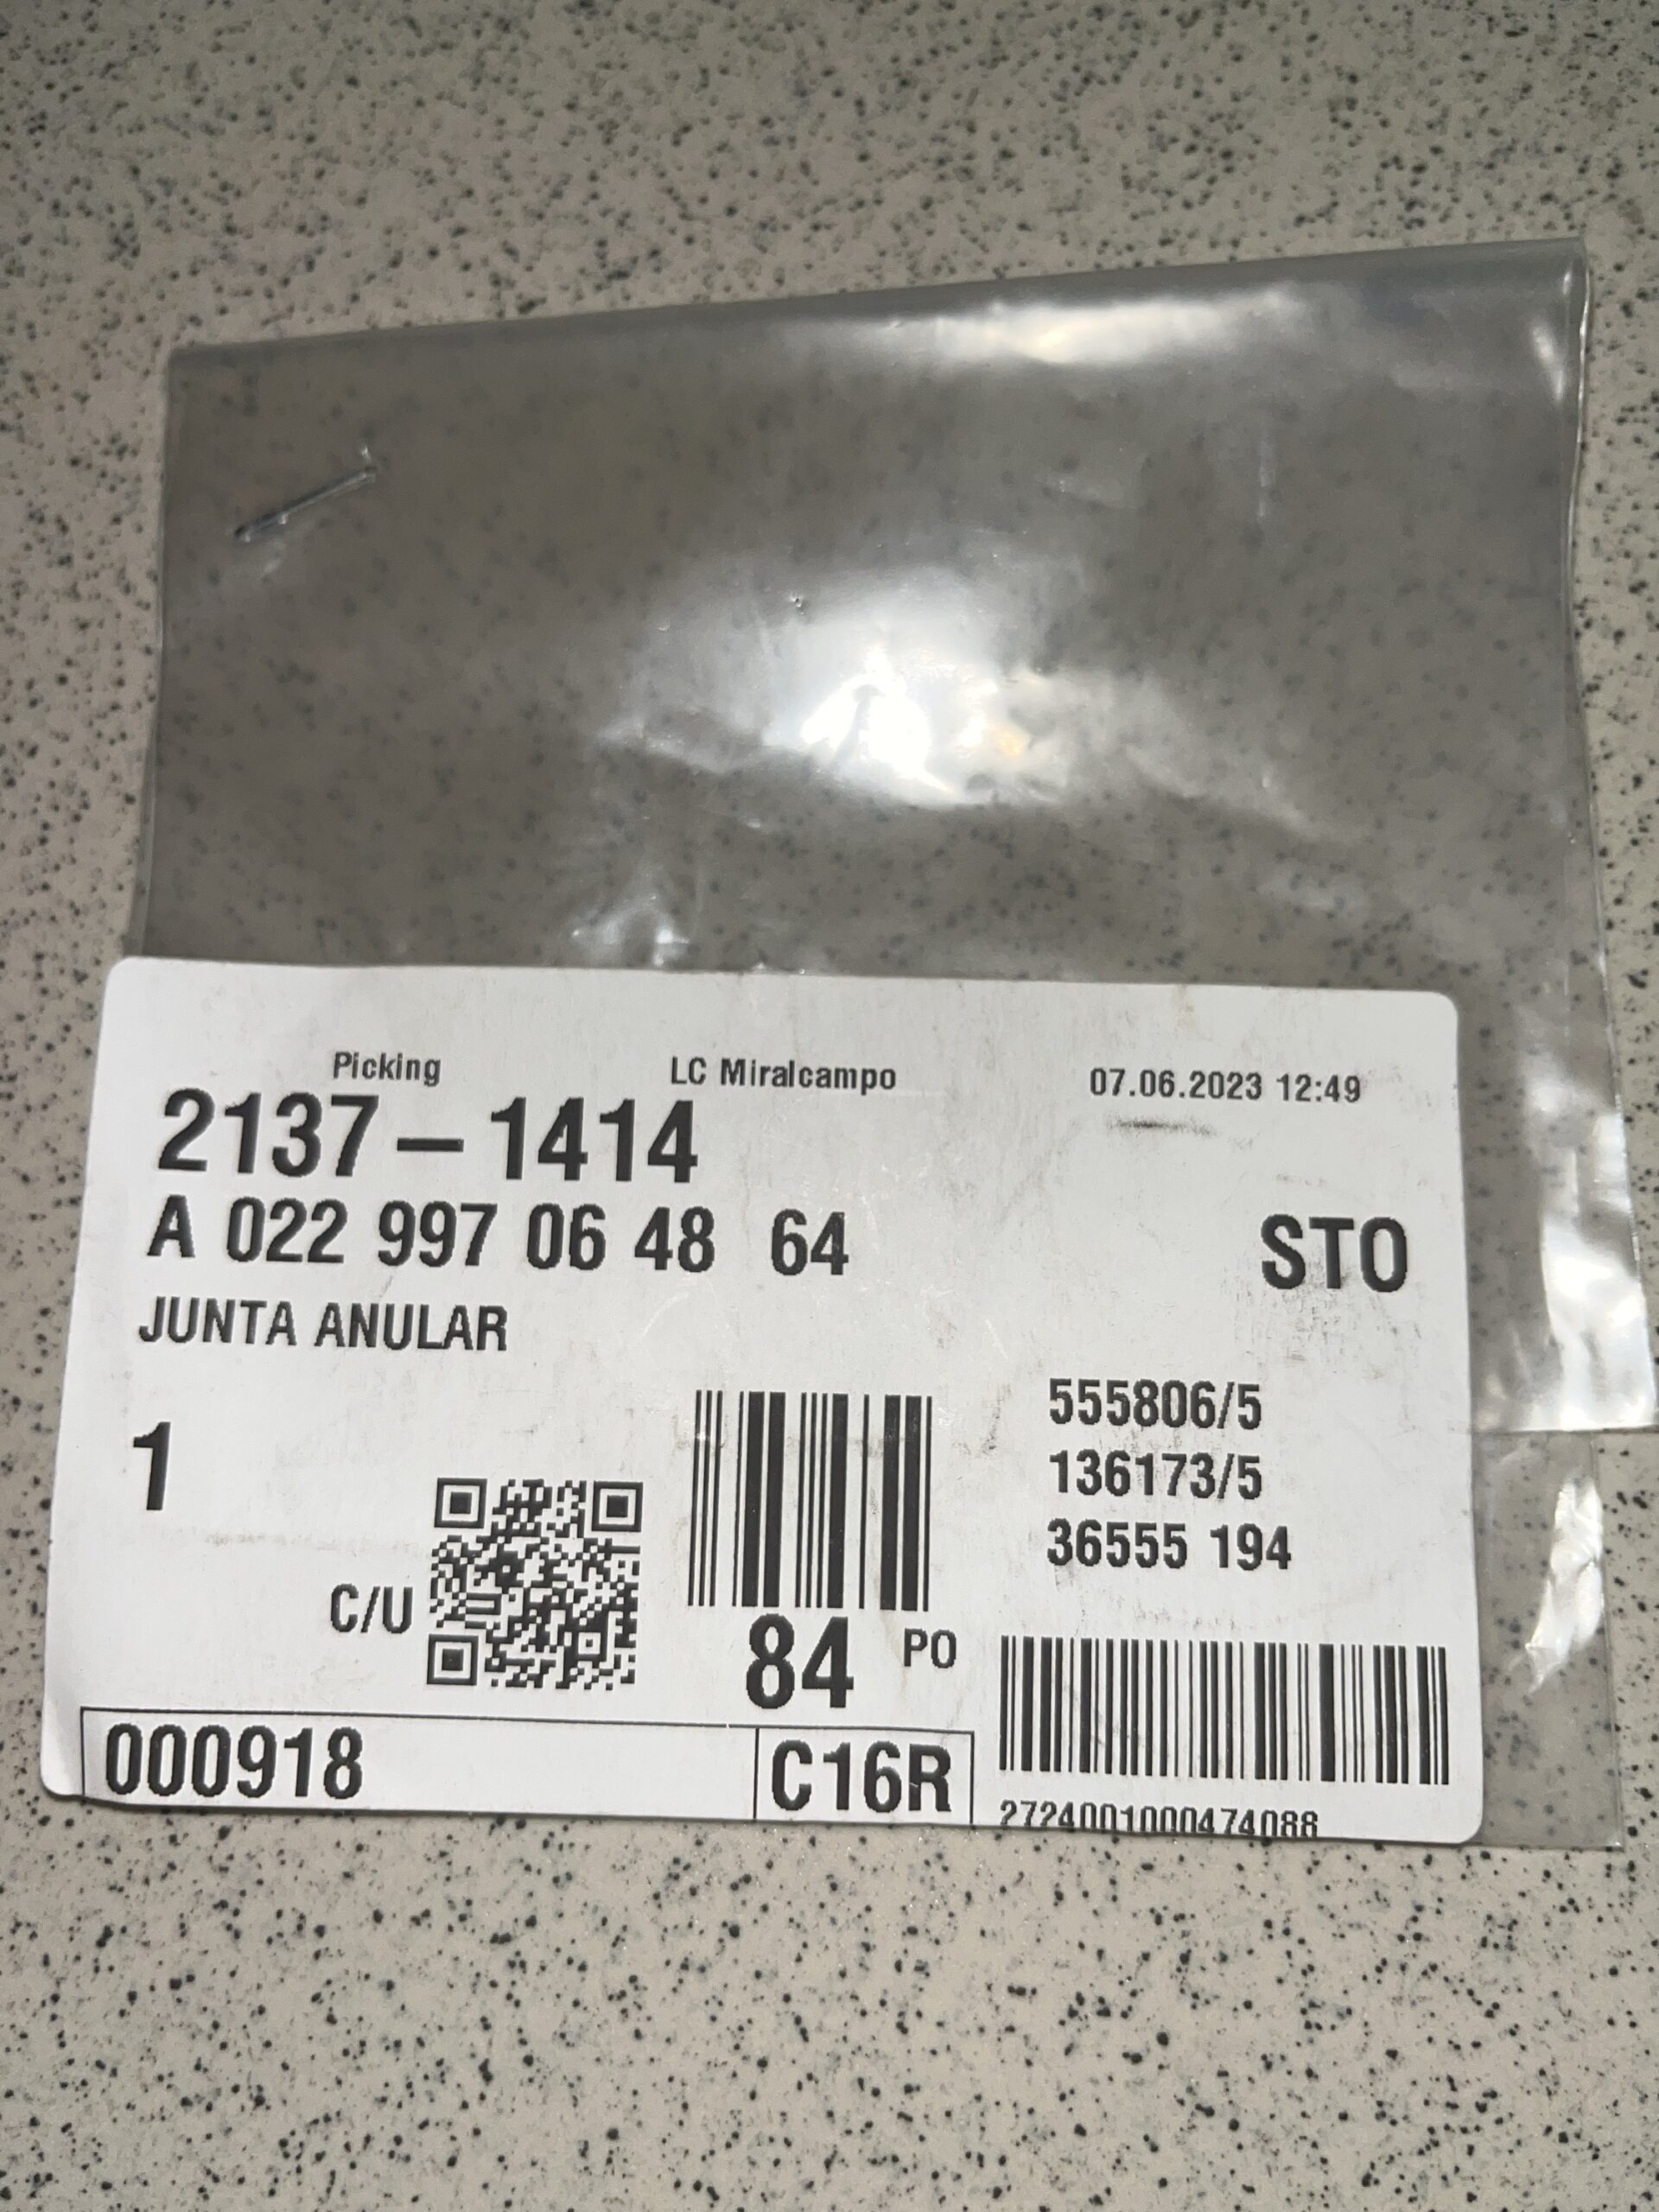 Picking LC Miralcampo 07.06.2023 12:49
2137 – 1414
A 022 997 06 48 64 STO
JUNTA ANULAR
555806/5
1 136173/5
36555 194
C/U
84 PO
000918 C16R
2724001000474088